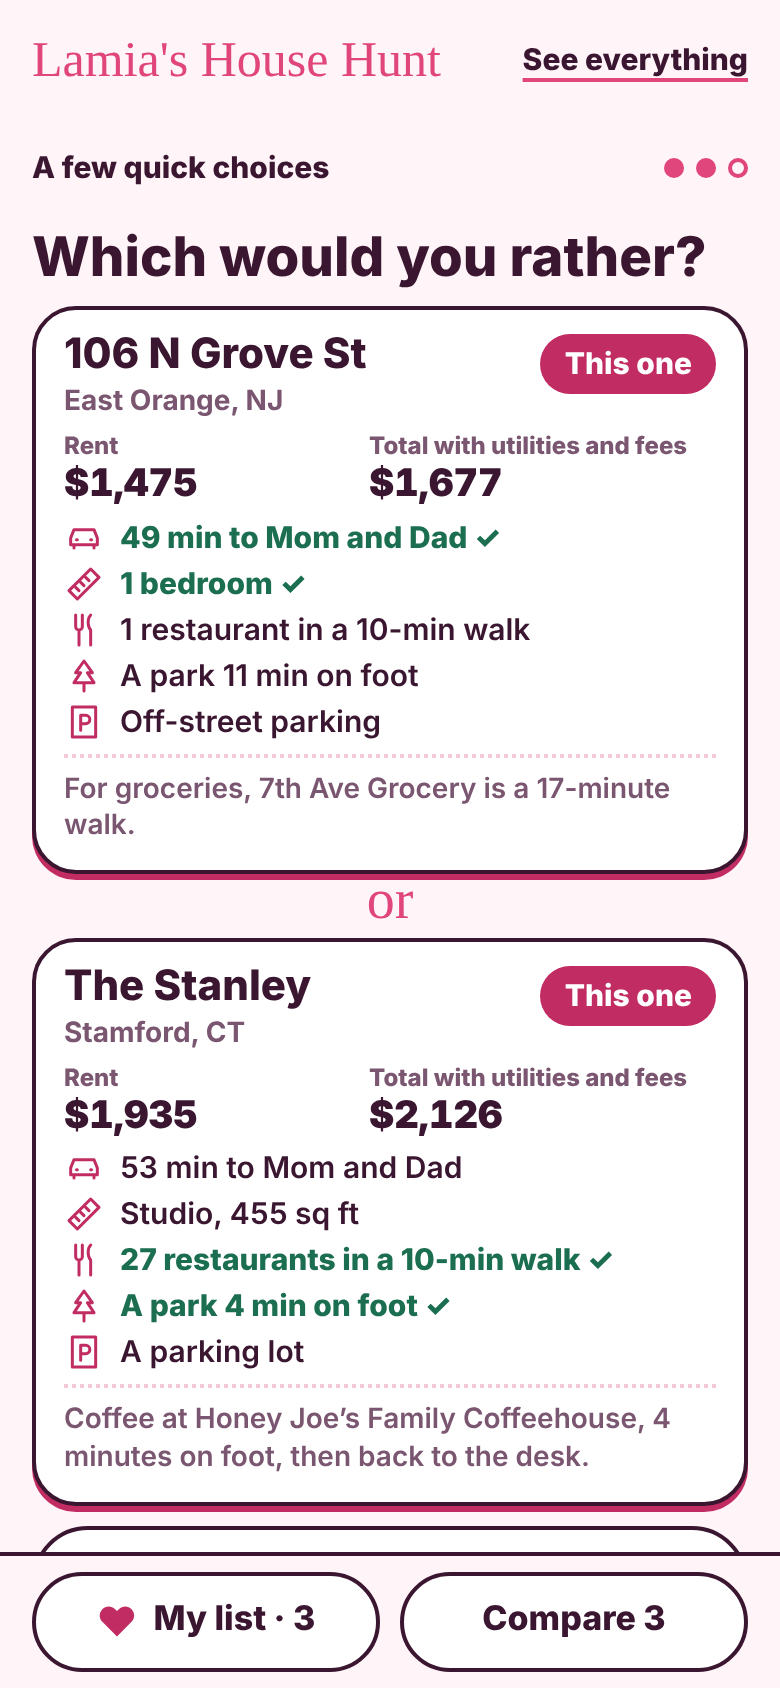 Lamia's House Hunt
See everything
A few quick choices
Which would you rather?
106 N Grove St
This one
East Orange, NJ
Rent
Total with utilities and fees
$1,475
$1,677
49 min to Mom and Dad ✓
1 bedroom ✓
1 restaurant in a 10-min walk
A park 11 min on foot
P
Off-street parking
For groceries, 7th Ave Grocery is a 17-minute
walk.
or
The Stanley
This one
Stamford, CT
Rent
Total with utilities and fees
$1,935
$2,126
53 min to Mom and Dad
Studio, 455 sq ft
27 restaurants in a 10-min walk ✓
A park 4 min on foot ✓
P
A parking lot
Coffee at Honey Joe’s Family Coffeehouse, 4
minutes on foot, then back to the desk.
My list · 3
Compare 3